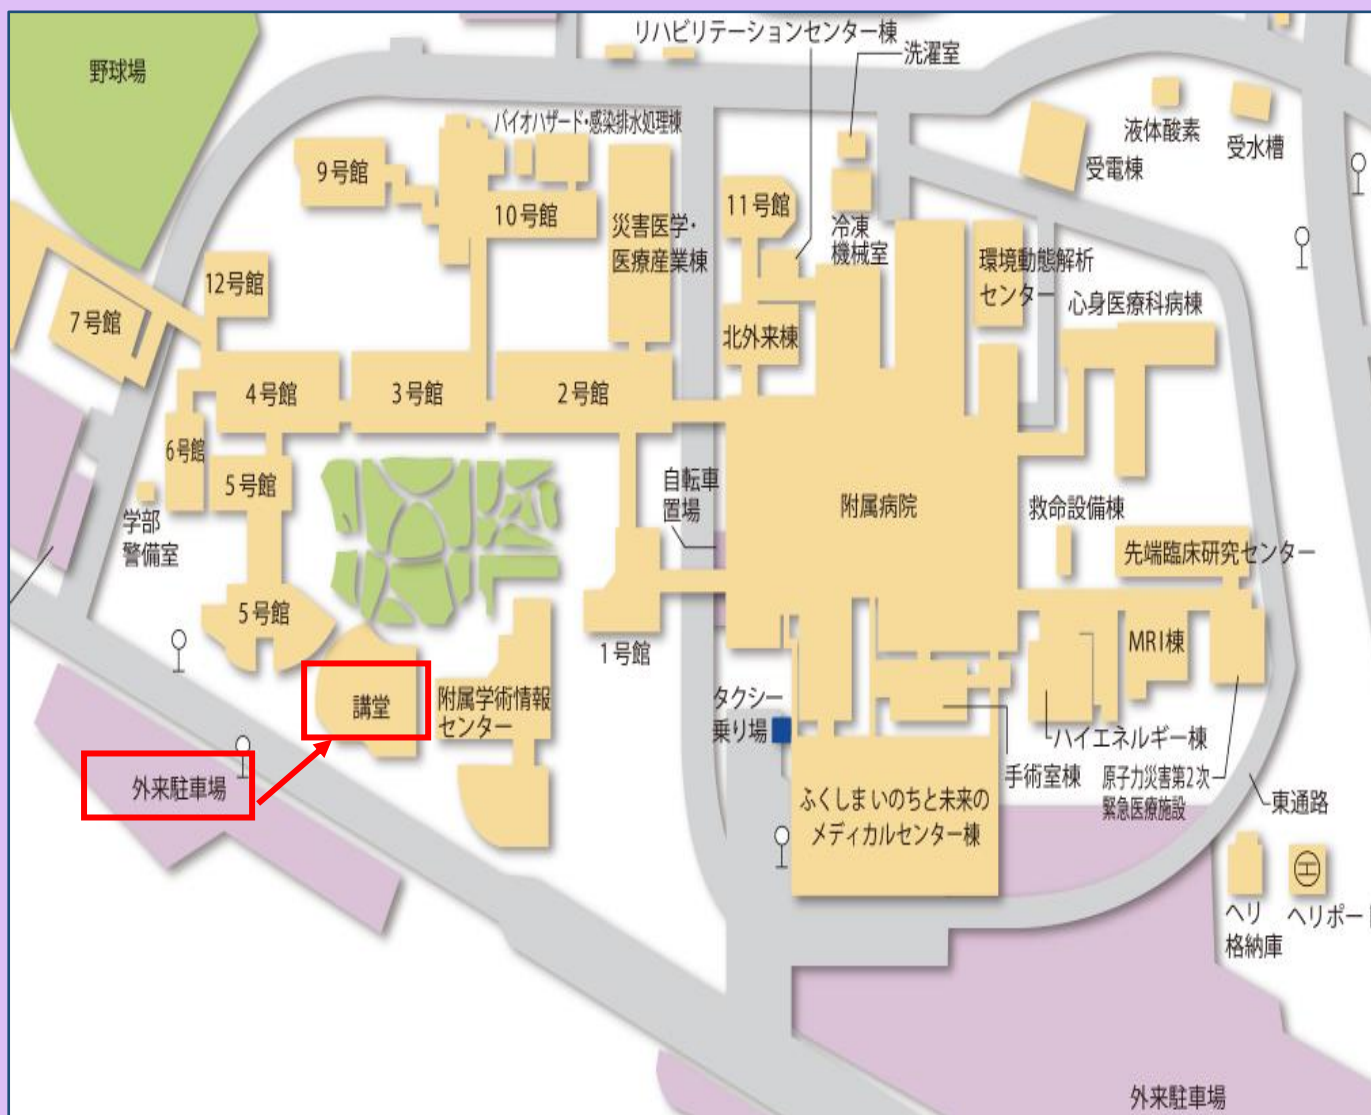 リハビリテーションセンター棟
洗濯室
野球場
バイオハザード・感染排水処理棟
液体酸素
受水槽
受電棟
9号館
10号館
11号館
冷凍
機械室
災害医学・
医療産業棟
環境動態解析
センター
12号館
7号館
心身医療科病棟
北外来棟
4号館
3号館
2号館
6号館
5号館
自転車
置場
附属病院
救命設備棟
学部
警備室
先端臨床研究センター
5号館
1号館
MRI棟
講堂
附属学術情報
センター
タクシー
乗り場
ハイエネルギー棟
手術室棟
原子力災害第2次
緊急医療施設
外来駐車場
ふくしまいのちと未来の
メディカルセンター棟
東通路
ヘリ
格納庫
H
ヘリポート
外来駐車場